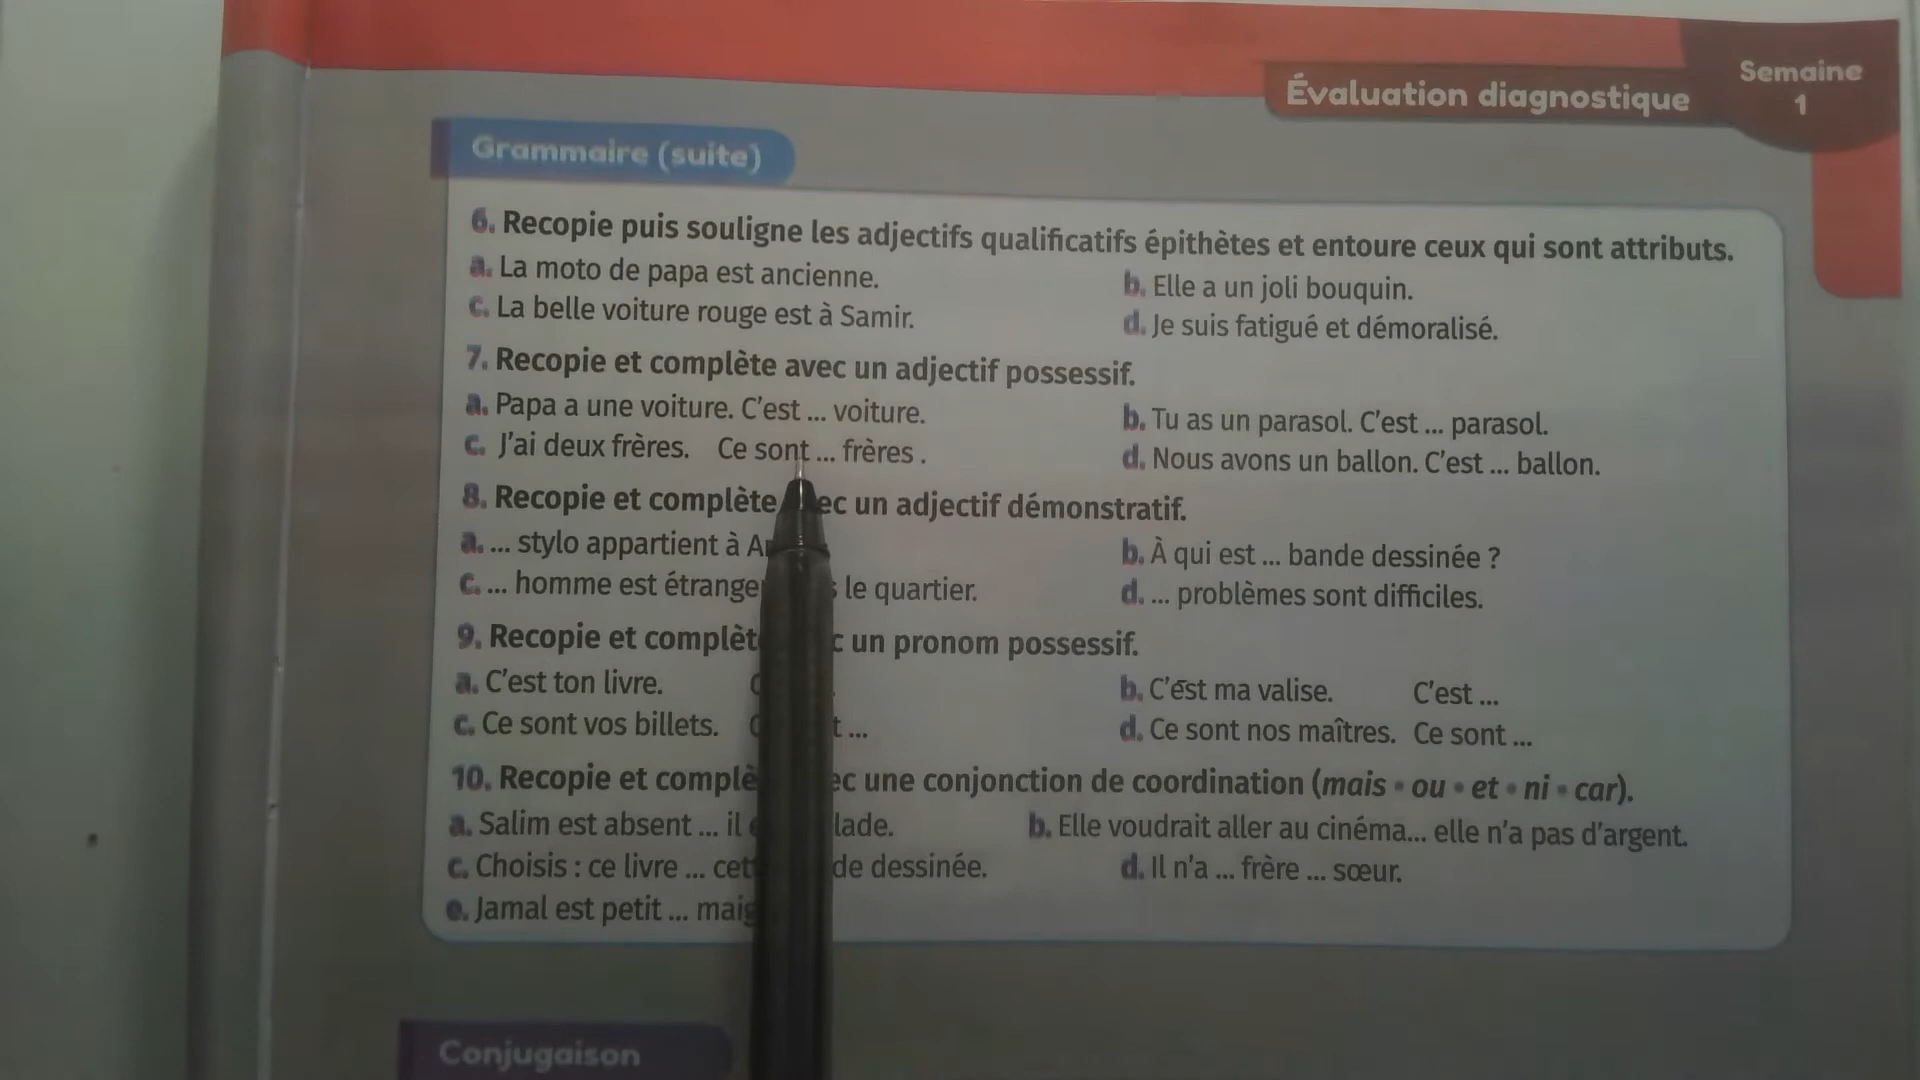 Semaine
1
Évaluation diagnostique
Grammaire (suite)
6. Recopie puis souligne les adjectifs qualificatifs épithètes et entoure ceux qui sont attributs.
a. La moto de papa est ancienne. b. Elle a un joli bouquin.
c. La belle voiture rouge est à Samir. d. Je suis fatigué et démoralisé.
7. Recopie et complète avec un adjectif possessif.
a. Papa a une voiture. C'est ... voiture. b. Tu as un parasol. C'est ... parasol.
c. J'ai deux frères. Ce sont ... frères . d. Nous avons un ballon. C'est ... ballon.
8. Recopie et complète ec un adjectif démonstratif.
a. ... stylo appartient à b. À qui est ... bande dessinée ?
c. ... homme est le quartier. d. ... problèmes sont difficiles.
9. Recopie et un pronom possessif.
a. C'est ton livre. b. C'est ma valise. C'est ...
c. Ce sont vos billets. ... d. Ce sont nos maîtres. Ce sont ...
10. Recopie et une conjonction de coordination (mais • ou • et • ni • car).
a. Salim est absent ... il lade. b. Elle voudrait aller au cinéma... elle n'a pas d'argent.
c. Choisis : ce livre ... de dessinée. d. Il n'a ... frère ... sœur.
e. Jamal est petit ...
Conjugaison